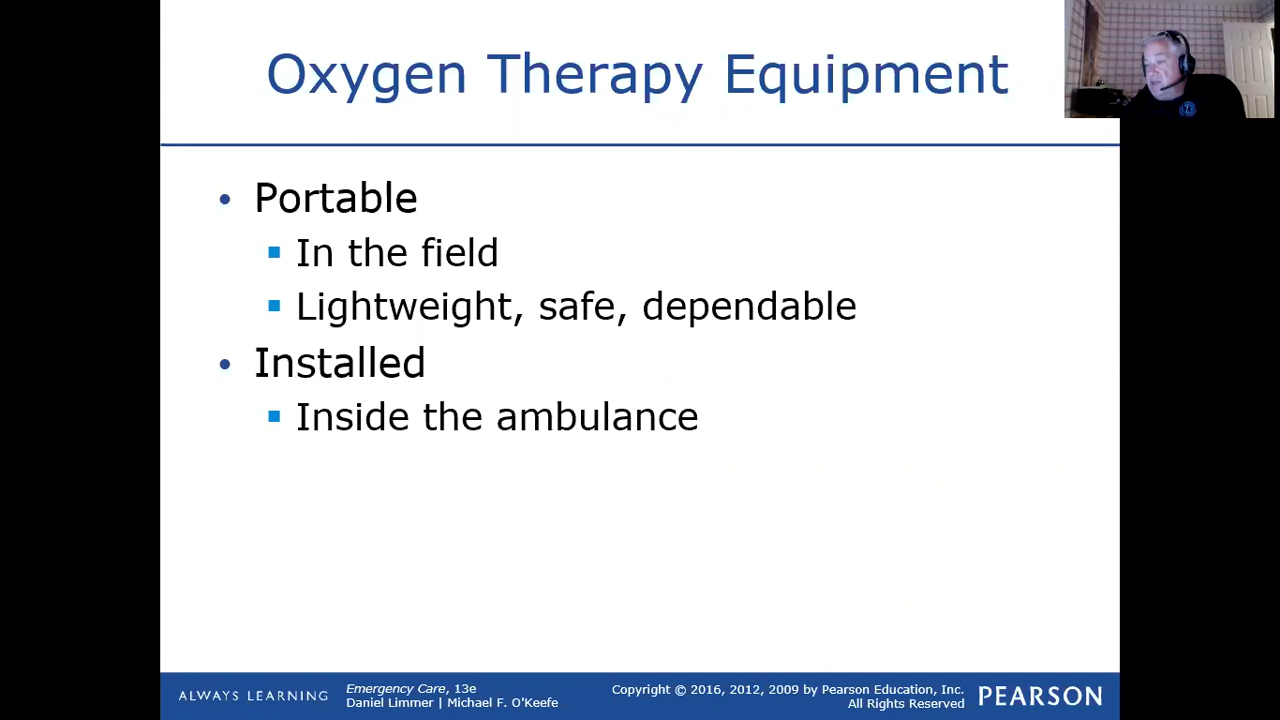 Oxygen Therapy Equipment
• Portable
▪ In the field
▪ Lightweight, safe, dependable
• Installed
▪ Inside the ambulance
ALWAYS LEARNING
Emergency Care, 13e
Daniel Limmer | Michael F. O'Keefe
Copyright © 2016, 2012, 2009 by Pearson Education, Inc.
All Rights Reserved
PEARSON